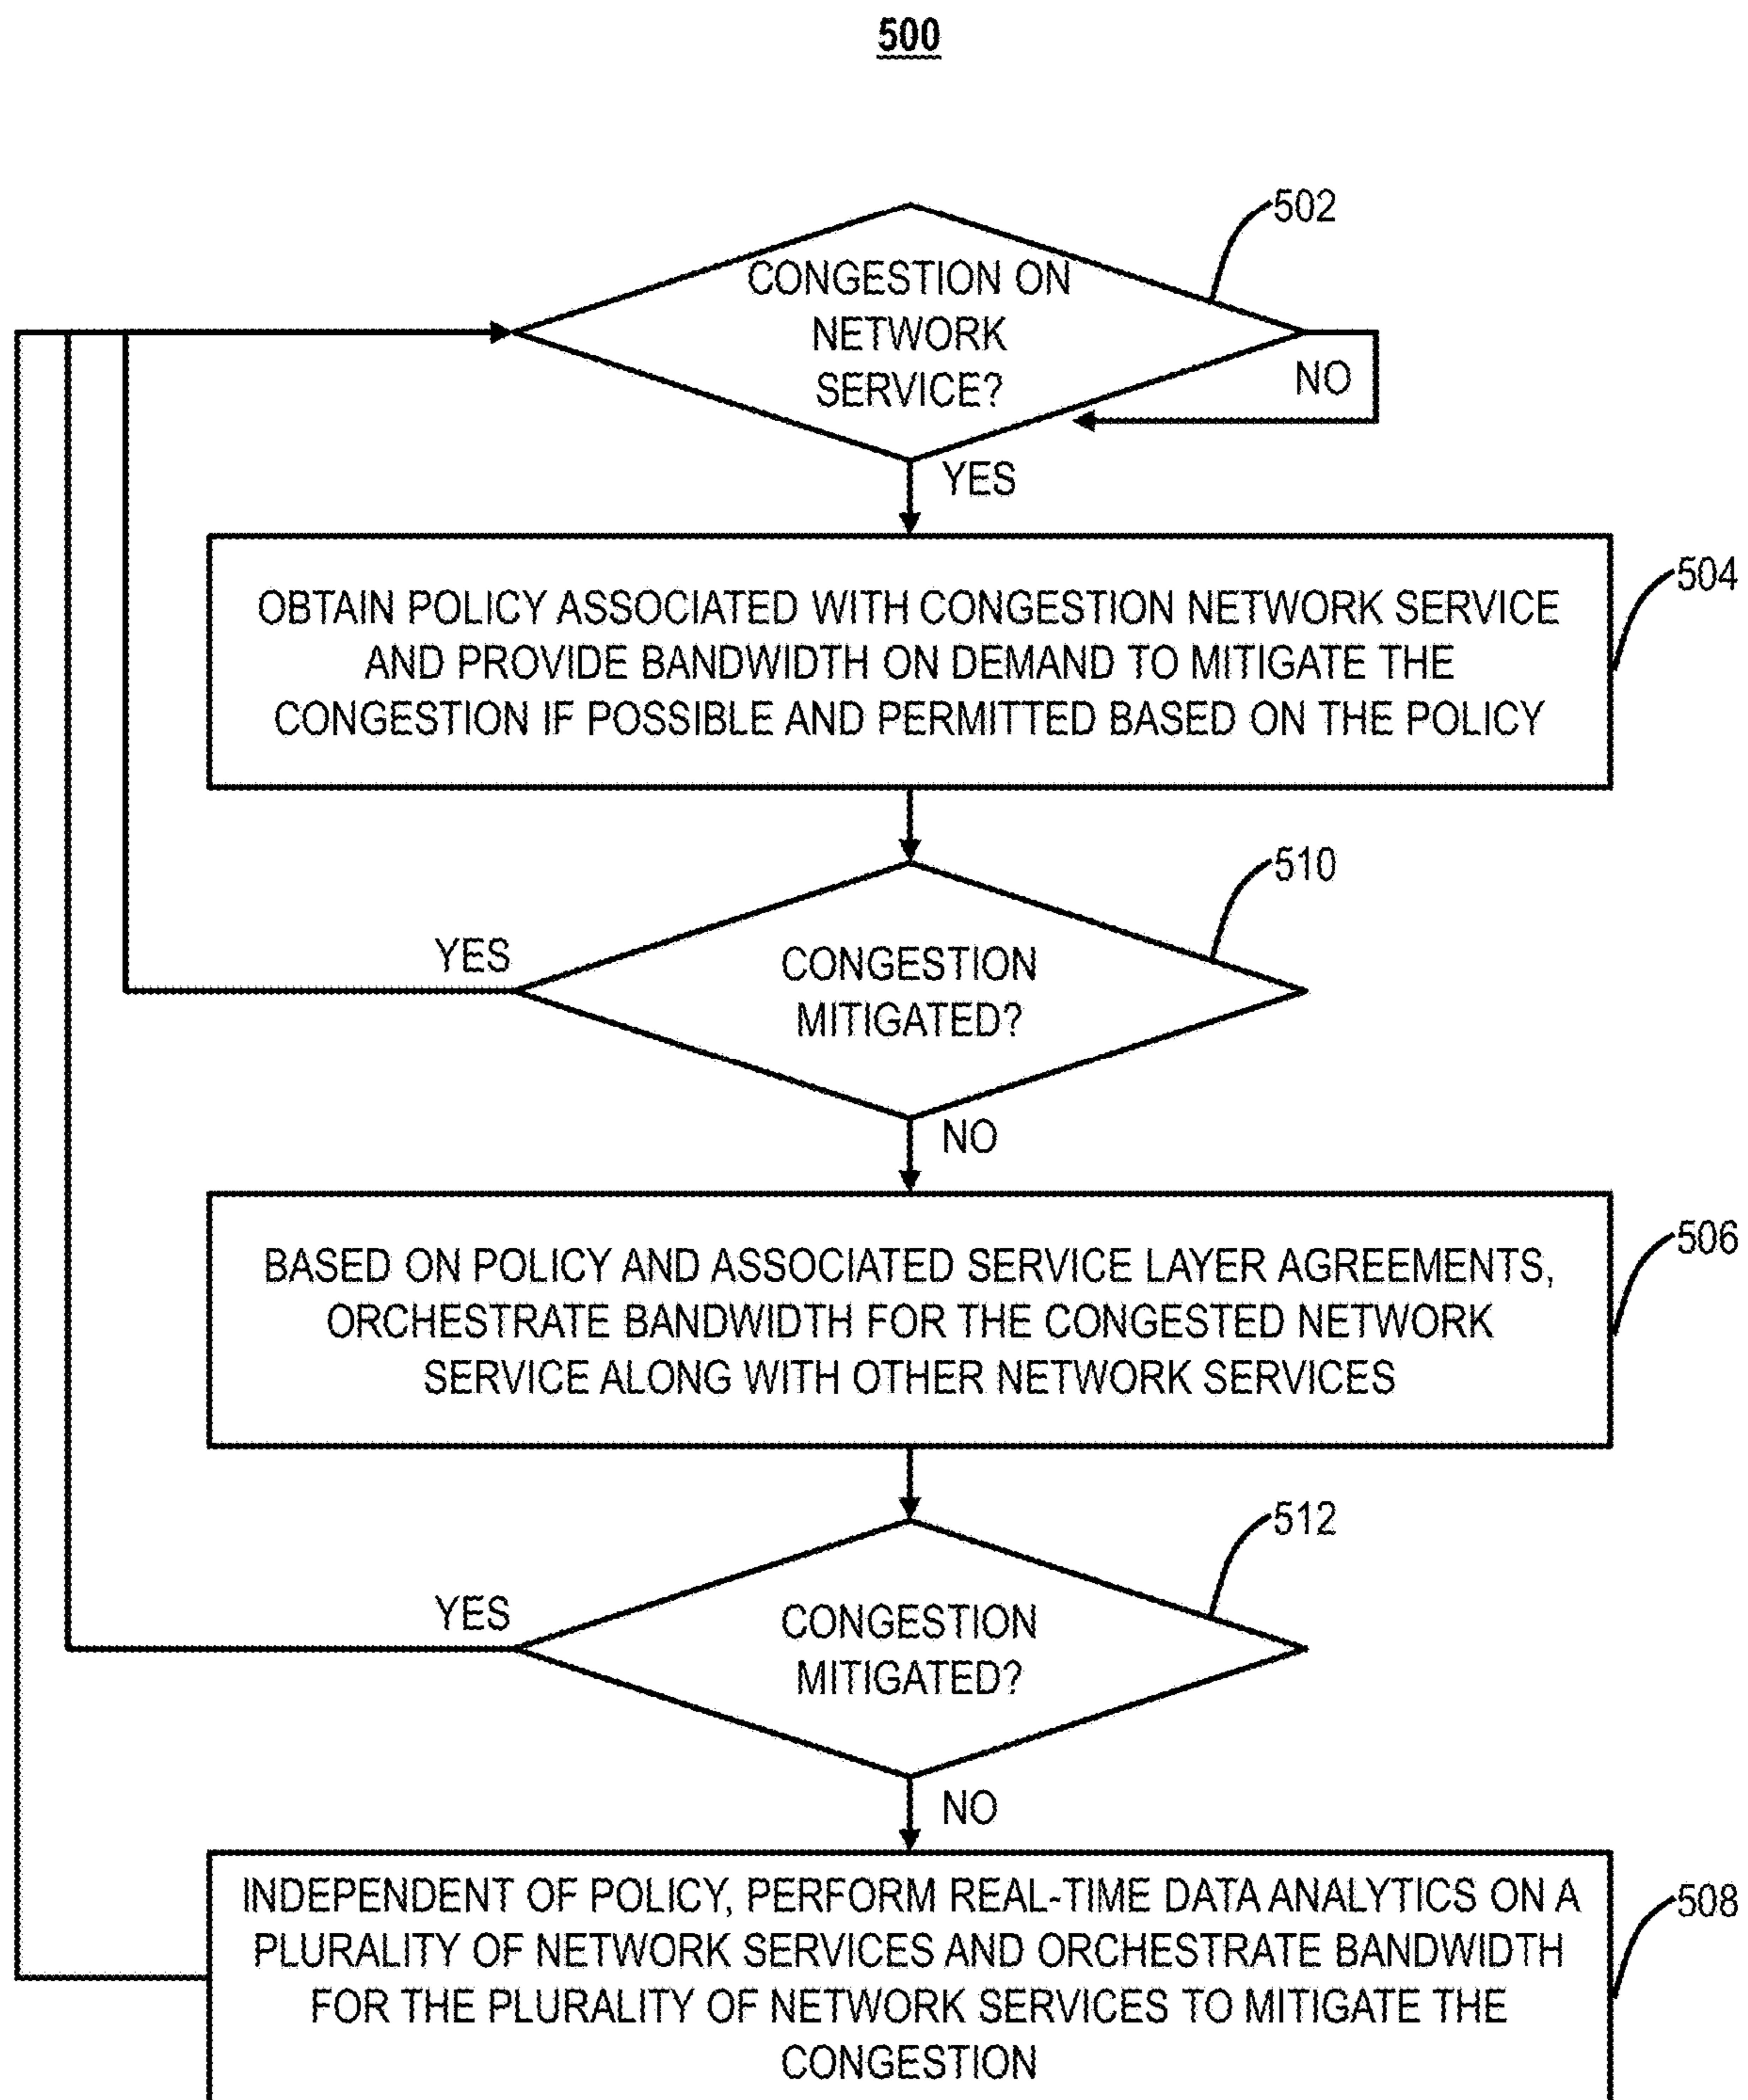 500
502
CONGESTION ON
NETWORK
SERVICE?
NO
YES
504
OBTAIN POLICY ASSOCIATED WITH CONGESTION NETWORK SERVICE
AND PROVIDE BANDWIDTH ON DEMAND TO MITIGATE THE
CONGESTION IF POSSIBLE AND PERMITTED BASED ON THE POLICY
510
YES
CONGESTION
MITIGATED?
NO
506
BASED ON POLICY AND ASSOCIATED SERVICE LAYER AGREEMENTS,
ORCHESTRATE BANDWIDTH FOR THE CONGESTED NETWORK
SERVICE ALONG WITH OTHER NETWORK SERVICES
512
YES
CONGESTION
MITIGATED?
NO
508
INDEPENDENT OF POLICY, PERFORM REAL-TIME DATA ANALYTICS ON A
PLURALITY OF NETWORK SERVICES AND ORCHESTRATE BANDWIDTH
FOR THE PLURALITY OF NETWORK SERVICES TO MITIGATE THE
CONGESTION